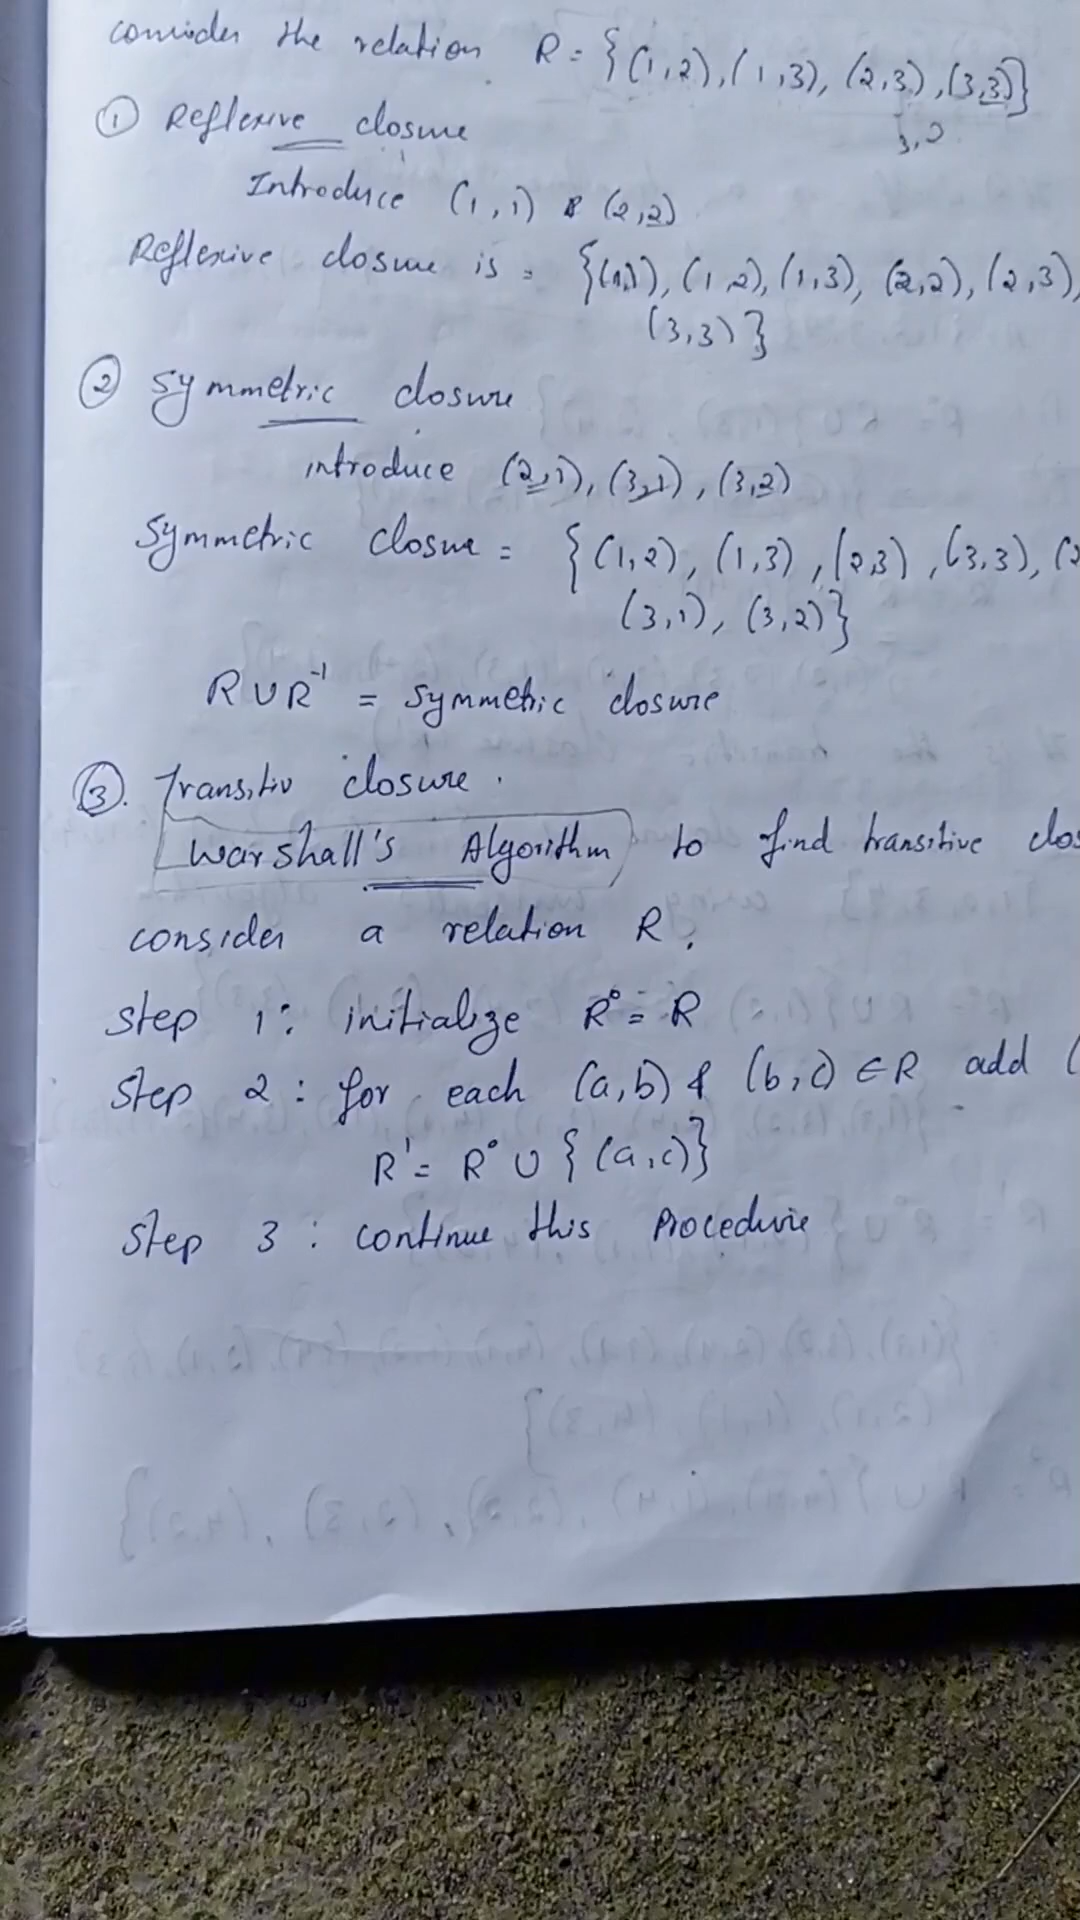 consider the relation R = {(1,2), (1,3), (2,3), (3,3)}
① Reflexive closure
Introduce (1,1) & (2,2)
Reflexive closure is = {(1,1), (1,2), (1,3), (2,2), (2,3),
(3,3)}
② Symmetric closure
introduce (2,1), (3,1), (3,2)
Symmetric closure = {(1,2), (1,3), (2,3), (3,3), (2
(3,1), (3,2)}
R ∪ R⁻¹ = Symmetric closure
③. Transitiv closure.
Warshall's Algorithm to find transitive clos
consider a relation R.
Step 1: initialize R⁰ = R
Step 2: for each (a,b) & (b,c) ∈ R add (
R¹ = R⁰ ∪ {(a,c)}
Step 3: continue this procedure